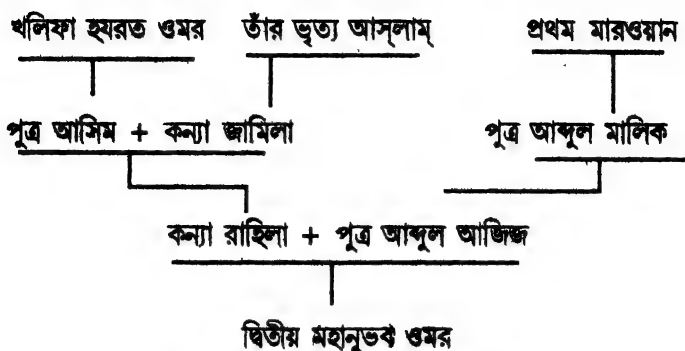 খলিফা হযরত ওমর তাঁর ভৃত্য আস্‌লাম্ প্রথম মারওয়ান
পুত্র আসিম + কন্যা জামিলা পুত্র আব্দুল মালিক
কন্যা রাহিলা + পুত্র আব্দুল আজিজ
দ্বিতীয় মহানুভব ওমর